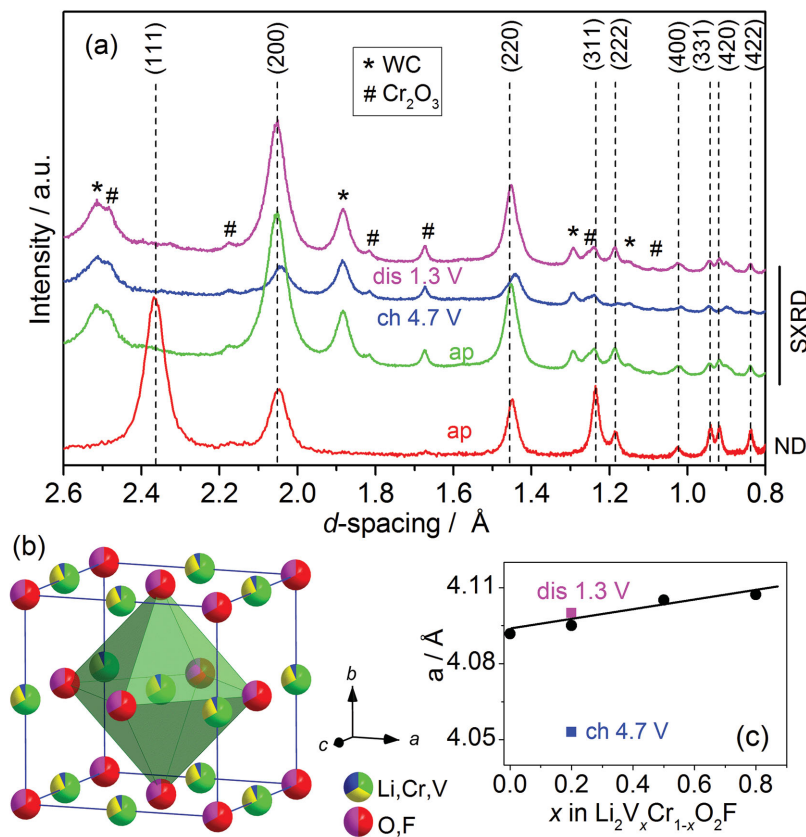 (a)
(111)
(200)
(220)
(311)
(222)
(400)
(331)
(420)
(422)
* WC
# Cr₂O₃
* # # * # # * # * #
dis 1.3 V
ch 4.7 V
ap
ap
SXRD
ND
Intensity / a.u.
2.6 2.4 2.2 2.0 1.8 1.6 1.4 1.2 1.0 0.8
d-spacing / Å
(b)
b
c
a
Li,Cr,V
O,F
4.11
4.08
4.05
a / Å
dis 1.3 V
ch 4.7 V
(c)
0.0 0.2 0.4 0.6 0.8
x in Li₂VₓCr₁₋ₓO₂F